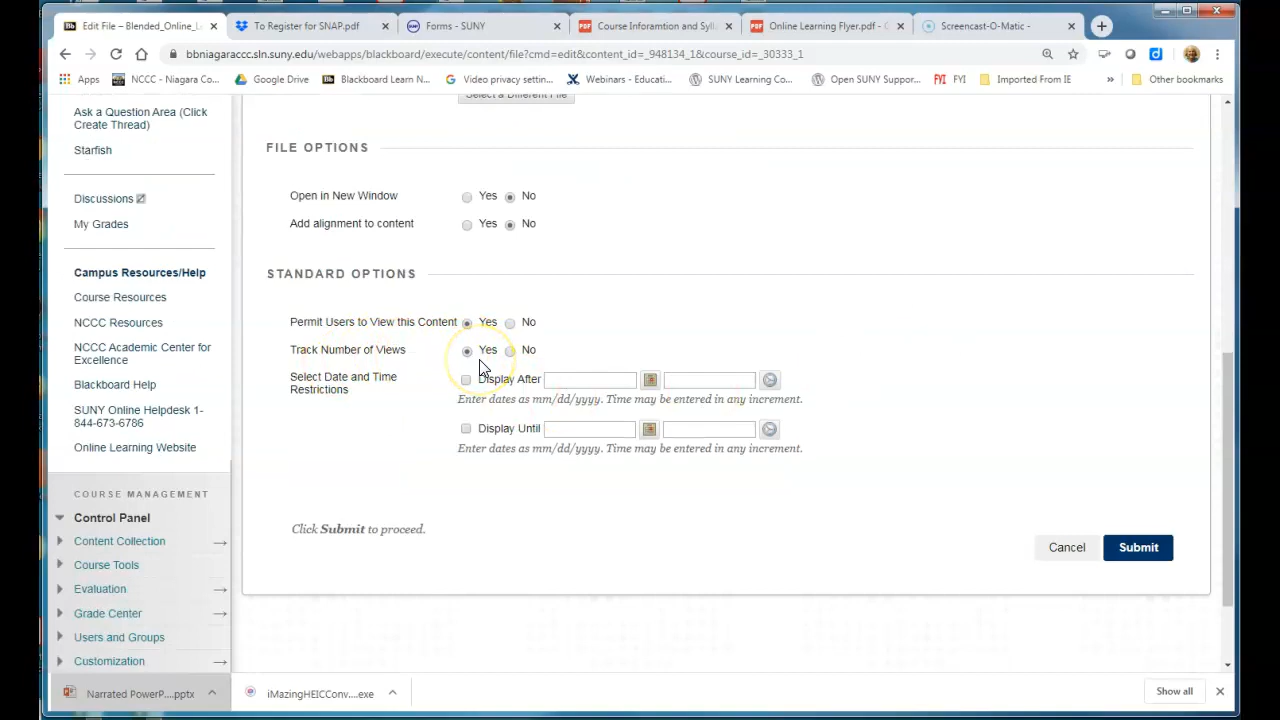 Edit File – Blended_Online_L
To Register for SNAP.pdf
Forms - SUNY
Course Inforamtion and Syll
Online Learning Flyer.pdf - G
Screencast-O-Matic -
bbniagaraccc.sln.suny.edu/webapps/blackboard/execute/content/file?cmd=edit&content_id=_948134_1&course_id=_30333_1
Apps
NCCC - Niagara Co...
Google Drive
Blackboard Learn N...
Video privacy settin...
Webinars - Educati...
SUNY Learning Co...
Open SUNY Suppor...
FYI
Imported From IE
»
Other bookmarks
Select a Different File
Ask a Question Area (Click
Create Thread)
Starfish
Discussions
My Grades
Campus Resources/Help
Course Resources
NCCC Resources
NCCC Academic Center for
Excellence
Blackboard Help
SUNY Online Helpdesk 1-
844-673-6786
Online Learning Website
COURSE MANAGEMENT
Control Panel
Content Collection
Course Tools
Evaluation
Grade Center
Users and Groups
Customization
FILE OPTIONS
Open in New Window Yes No
Add alignment to content Yes No
STANDARD OPTIONS
Permit Users to View this Content Yes No
Track Number of Views Yes No
Select Date and Time
Restrictions
Display After
Enter dates as mm/dd/yyyy. Time may be entered in any increment.
Display Until
Enter dates as mm/dd/yyyy. Time may be entered in any increment.
Click Submit to proceed.
Cancel
Submit
Narrated PowerP....pptx
iMazingHEICConv....exe
Show all